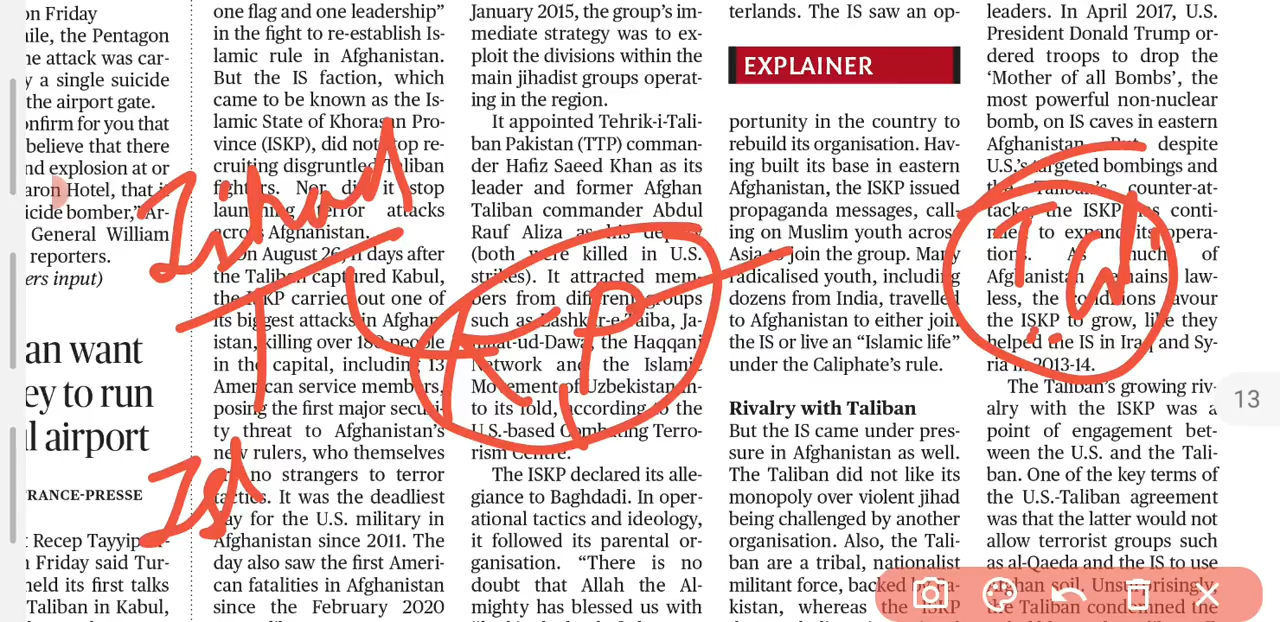 on Friday
ile, the Pentagon
ne attack was car-
y a single suicide
the airport gate.
onfirm for you that
believe that there
nd explosion at or
aron Hotel, that i
icide bomber,” Ar-
General William
reporters.
ers input)
an want
ey to run
l airport
FRANCE-PRESSE
Recep Tayyip
n Friday said Tur-
held its first talks
Taliban in Kabul,
one flag and one leadership”
in the fight to re-establish Is-
lamic rule in Afghanistan.
But the IS faction, which
came to be known as the Is-
lamic State of Khorasan Pro-
vince (ISKP), did not stop re-
cruiting disgruntled Taliban
fighters. Nor did it stop
launching terror attacks
across Afghanistan.
On August 26, 11 days after
the Taliban captured Kabul,
the ISKP carried out one of
its biggest attacks in Afghan-
istan, killing over 180 people
in the capital, including 13
American service members,
posing the first major securi-
ty threat to Afghanistan’s
new rulers, who themselves
no strangers to terror
tactics. It was the deadliest
day for the U.S. military in
Afghanistan since 2011. The
day also saw the first Ameri-
can fatalities in Afghanistan
since the February 2020
January 2015, the group’s im-
mediate strategy was to ex-
ploit the divisions within the
main jihadist groups operat-
ing in the region.
It appointed Tehrik-i-Tali-
ban Pakistan (TTP) comman-
der Hafiz Saeed Khan as its
leader and former Afghan
Taliban commander Abdul
Rauf Aliza as his deputy
(both were killed in U.S.
strikes). It attracted mem-
bers from different groups
such as Lashkar-e-Taiba, Ja-
maat-ud-Dawa, the Haqqani
Network and the Islamic
Movement of Uzbekistan in-
to its fold, according to the
U.S.-based Combating Terro-
rism Centre.
The ISKP declared its alle-
giance to Baghdadi. In oper-
ational tactics and ideology,
it followed its parental or-
ganisation. “There is no
doubt that Allah the Al-
mighty has blessed us with
terlands. The IS saw an op-
EXPLAINER
portunity in the country to
rebuild its organisation. Hav-
ing built its base in eastern
Afghanistan, the ISKP issued
propaganda messages, call-
ing on Muslim youth across
Asia to join the group. Many
radicalised youth, including
dozens from India, travelled
to Afghanistan to either join
the IS or live an “Islamic life”
under the Caliphate’s rule.
Rivalry with Taliban
But the IS came under pres-
sure in Afghanistan as well.
The Taliban did not like its
monopoly over violent jihad
being challenged by another
organisation. Also, the Tali-
ban are a tribal, nationalist
militant force, backed by Pa-
kistan, whereas the ISKP
leaders. In April 2017, U.S.
President Donald Trump or-
dered troops to drop the
‘Mother of all Bombs’, the
most powerful non-nuclear
bomb, on IS caves in eastern
Afghanistan. But despite
U.S.’s targeted bombings and
the Taliban’s counter-at-
tacks, the ISKP has conti-
nued to expand its opera-
tions. As much of
Afghanistan remains law-
less, the conditions favour
the ISKP to grow, like they
helped the IS in Iraq and Sy-
ria in 2013-14.
The Taliban’s growing riv-
alry with the ISKP was a
point of engagement bet-
ween the U.S. and the Tali-
ban. One of the key terms of
the U.S.-Taliban agreement
was that the latter would not
allow terrorist groups such
as al-Qaeda and the IS to use
Afghan soil. Unsurprisingly,
the Taliban condemned the
13
Jihad
KP